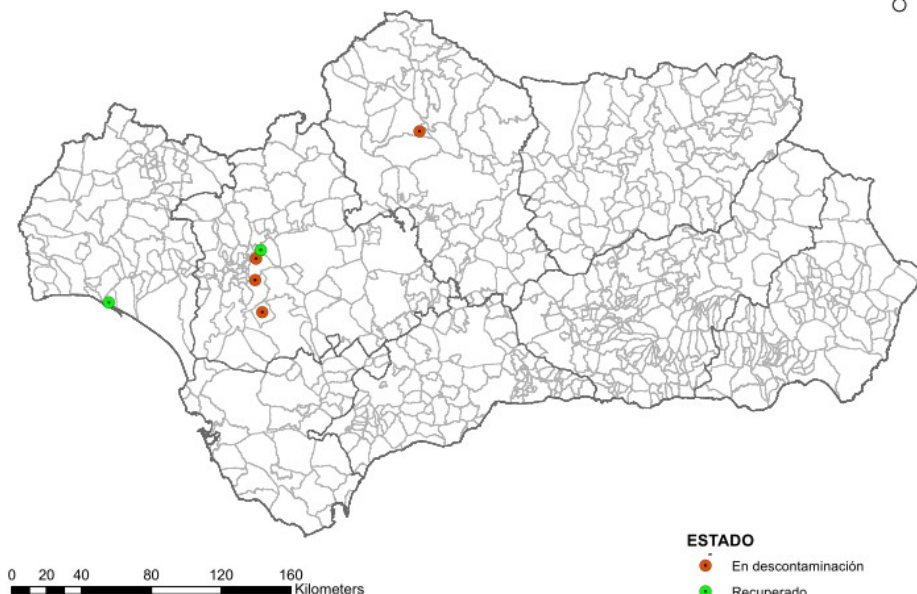 ESTADO
En descontaminación
Recuperado
0 20 40 80 120 160
Kilometers